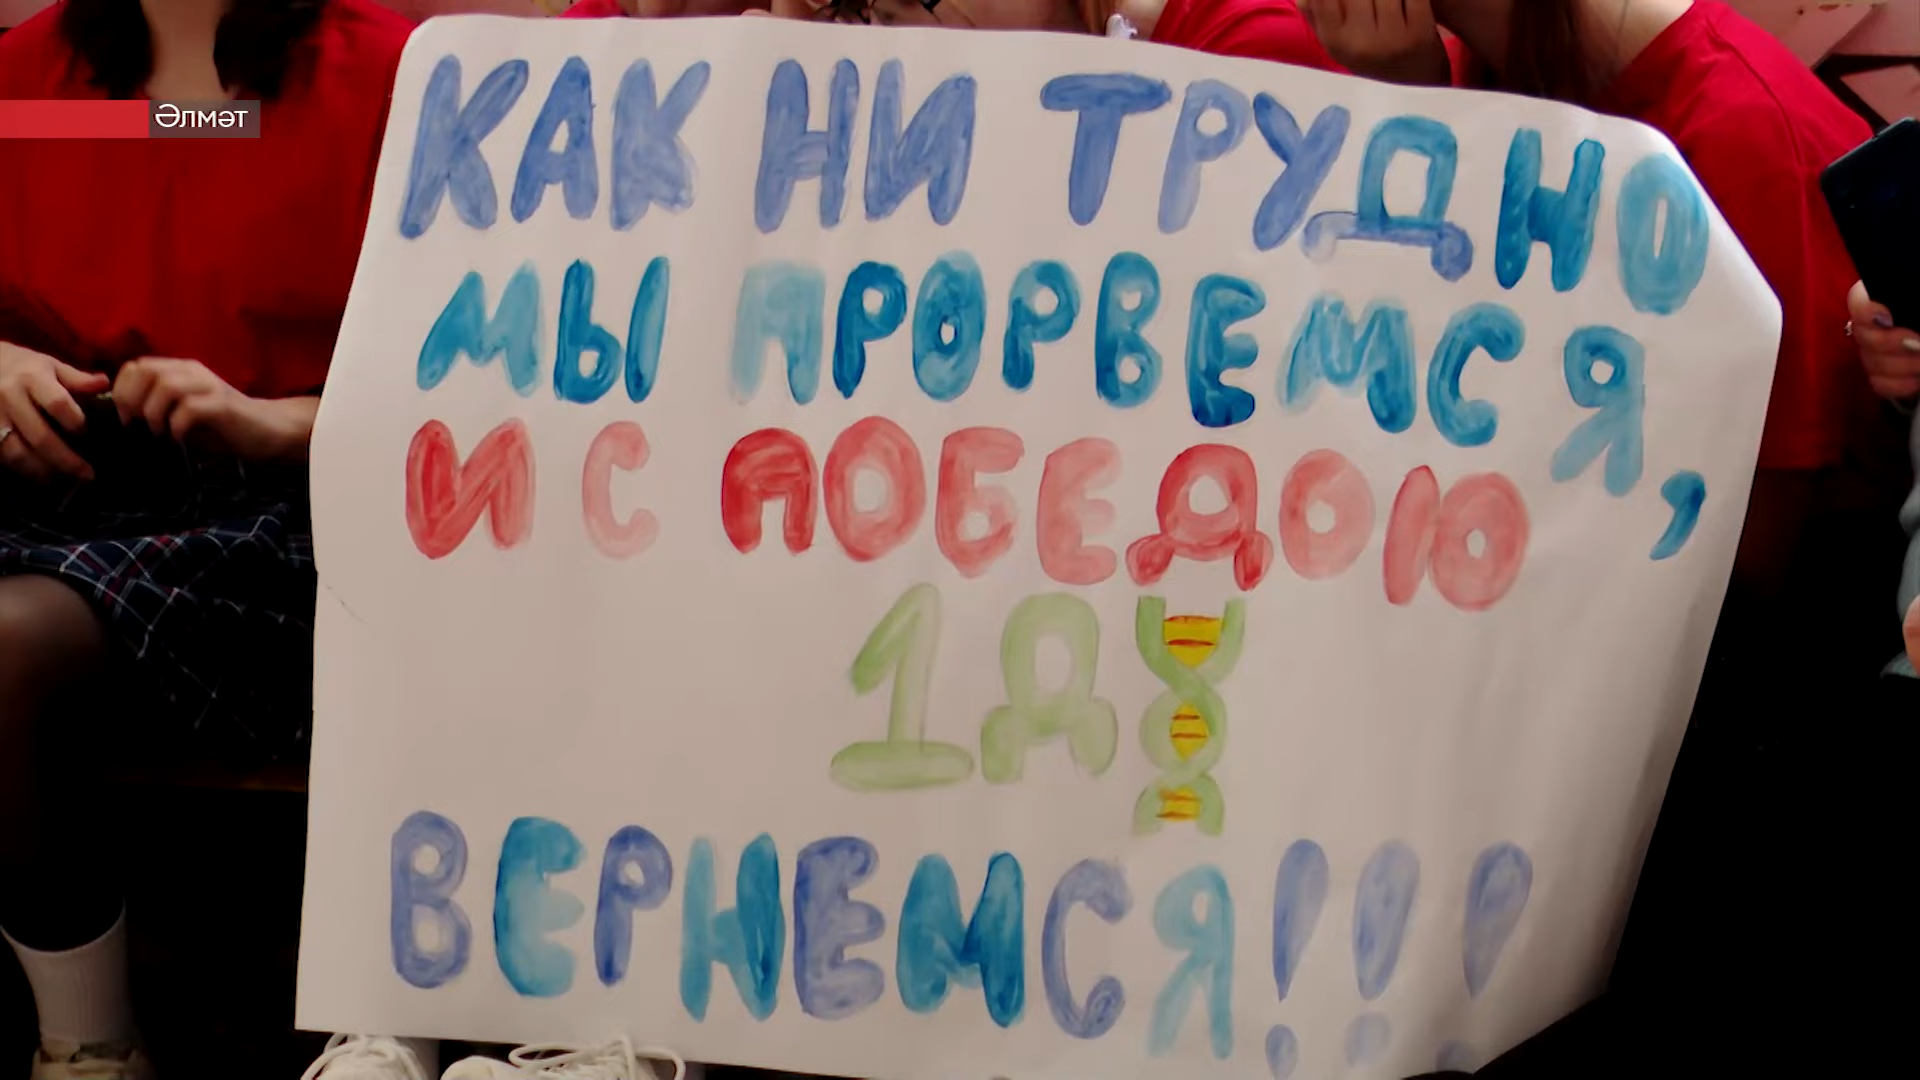 Әлмәт
КАК НИ ТРУДНО
МЫ ПРОРВЕМСЯ,
И С ПОБЕДОЮ
1Д
ВЕРНЕМСЯ!!!